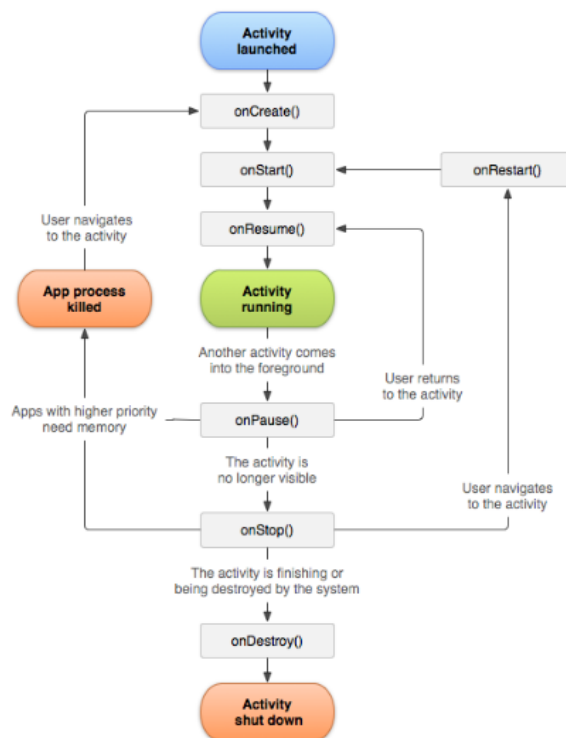 Activity
launched
onCreate()
onStart()
onRestart()
User navigates
to the activity
onResume()
App process
killed
Activity
running
Another activity comes
into the foreground
User returns
to the activity
Apps with higher priority
need memory
onPause()
The activity is
no longer visible
User navigates
to the activity
onStop()
The activity is finishing or
being destroyed by the system
onDestroy()
Activity
shut down